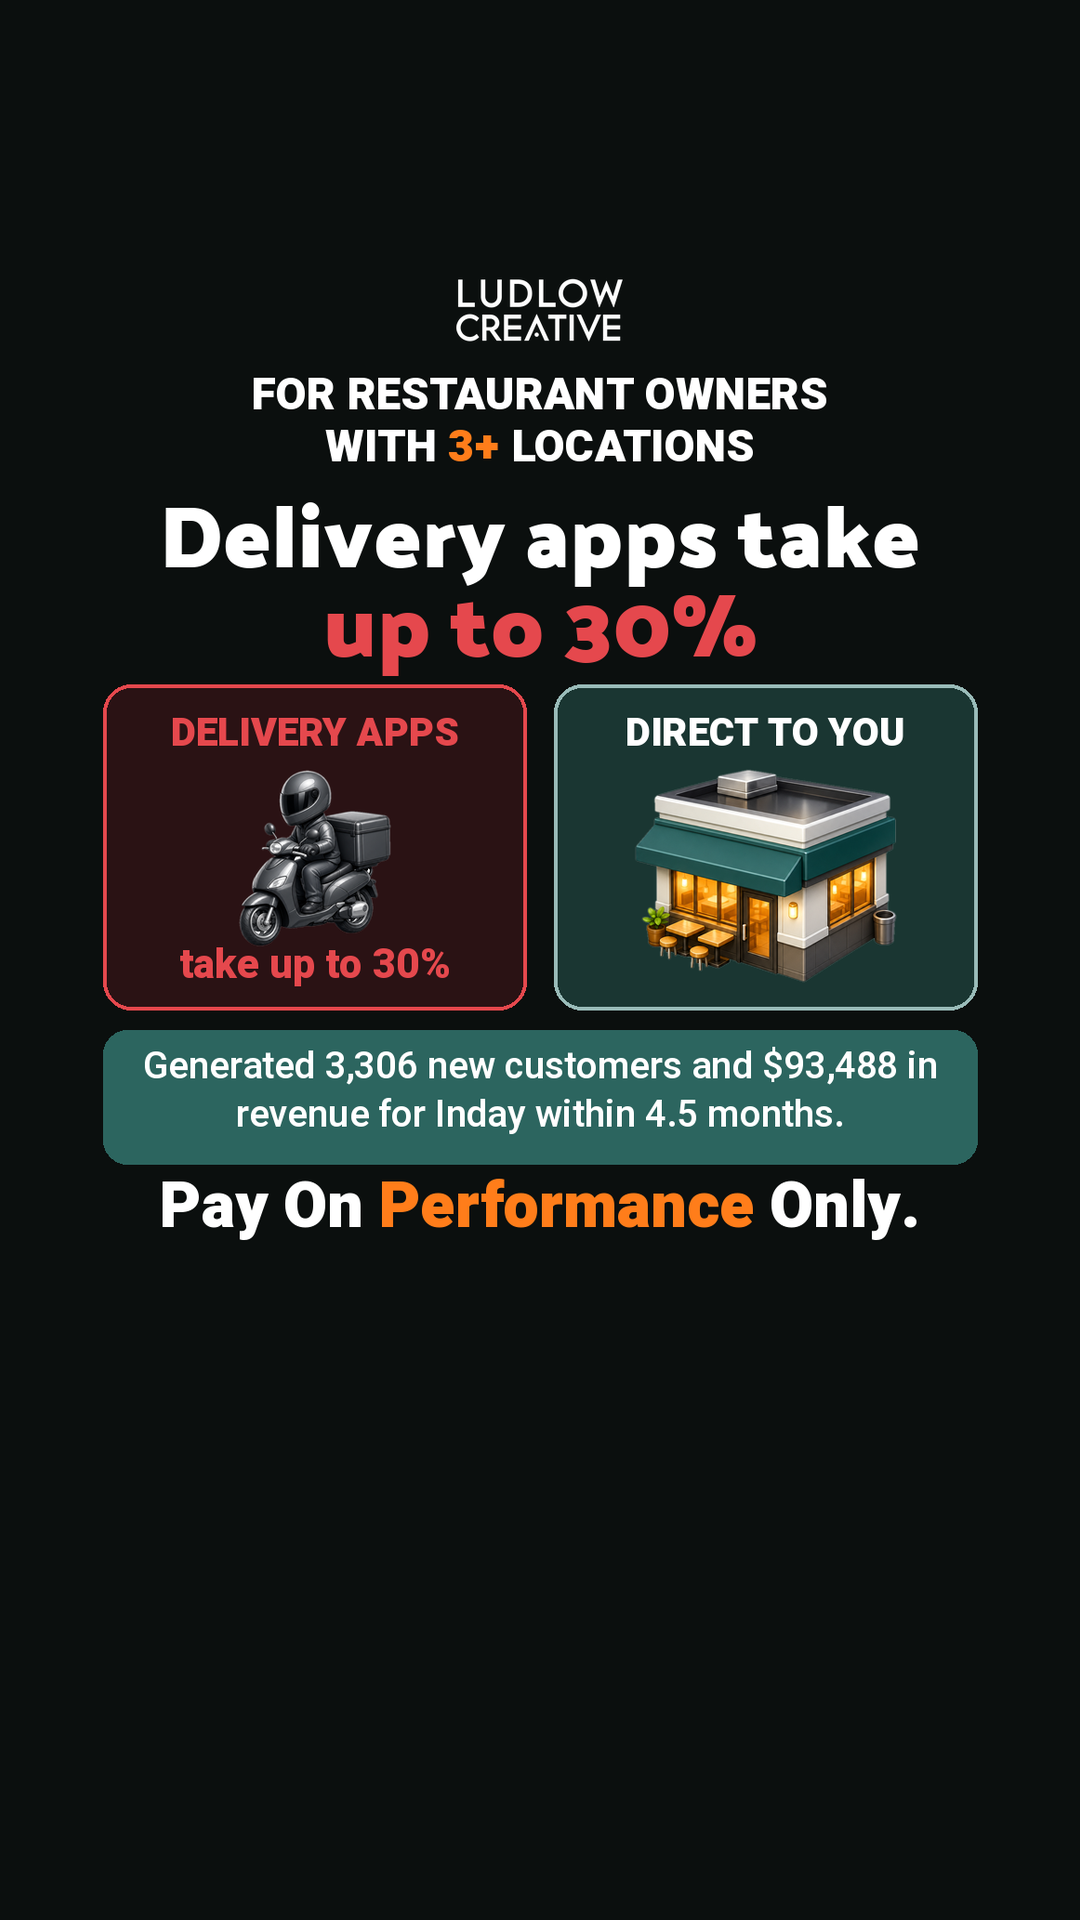 LUDLOW
CREATIVE
FOR RESTAURANT OWNERS
WITH 3+ LOCATIONS
Delivery apps take
up to 30%
DELIVERY APPS
take up to 30%
DIRECT TO YOU
Generated 3,306 new customers and $93,488 in
revenue for Inday within 4.5 months.
Pay On Performance Only.